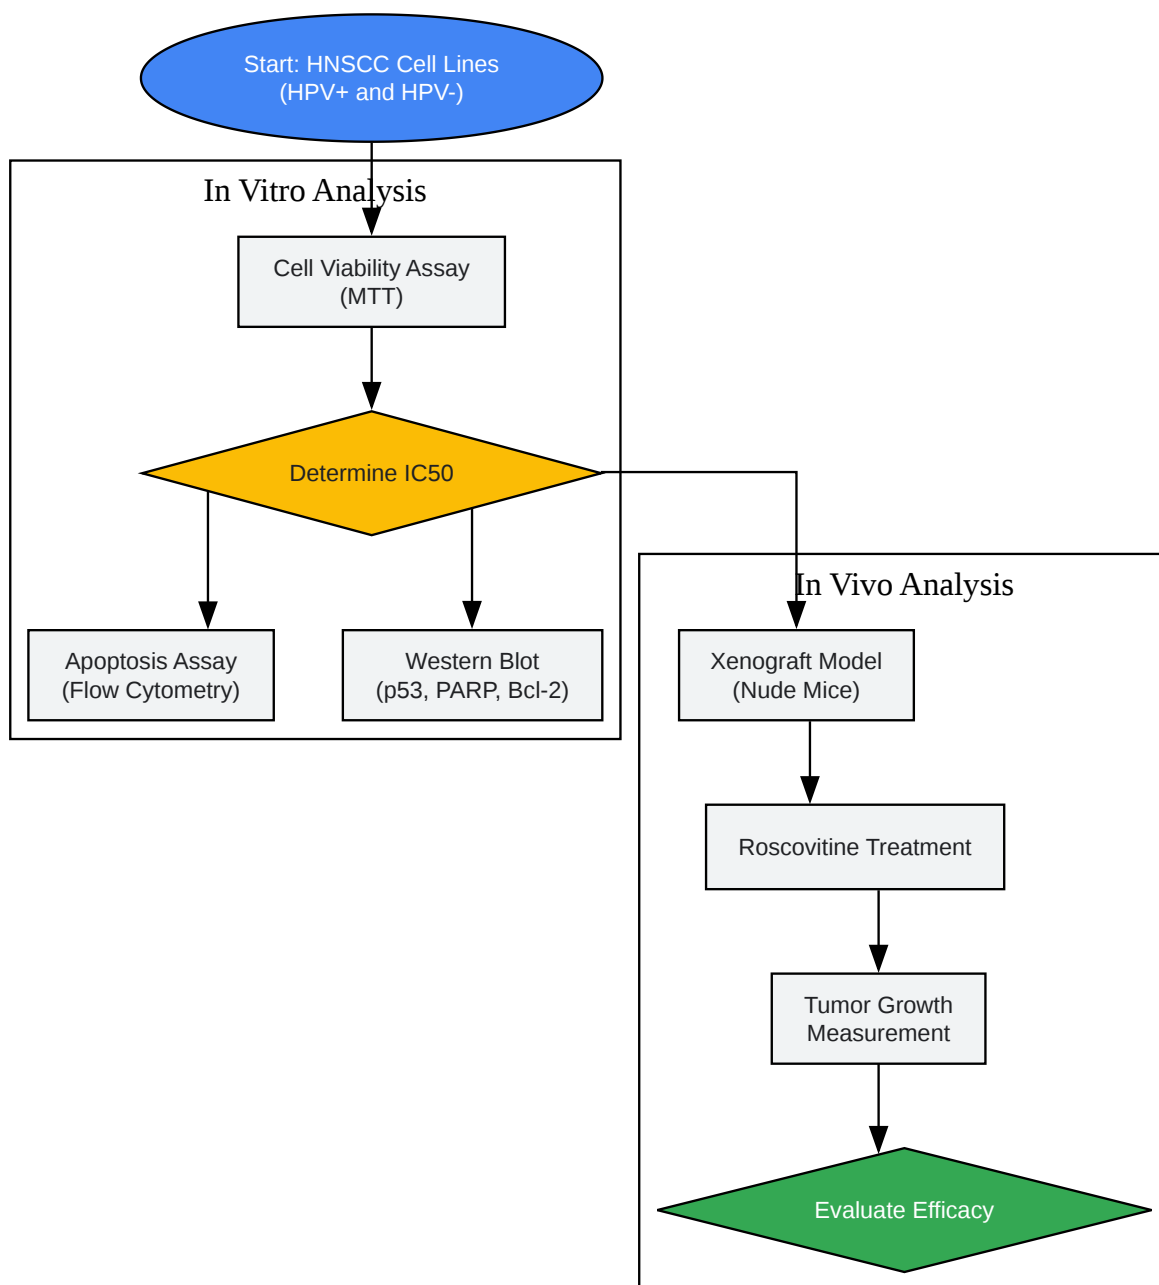 Start: HNSCC Cell Lines
(HPV+ and HPV-)
In Vitro Analysis
Cell Viability Assay
(MTT)
Determine IC50
Apoptosis Assay
(Flow Cytometry)
Western Blot
(p53, PARP, Bcl-2)
In Vivo Analysis
Xenograft Model
(Nude Mice)
Roscovitine Treatment
Tumor Growth
Measurement
Evaluate Efficacy